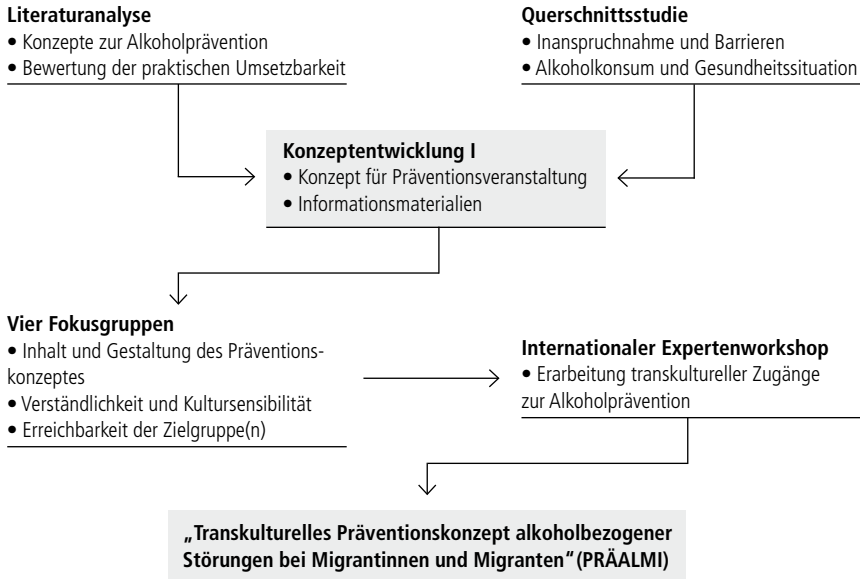 Literaturanalyse
• Konzepte zur Alkoholprävention
• Bewertung der praktischen Umsetzbarkeit
Querschnittsstudie
• Inanspruchnahme und Barrieren
• Alkoholkonsum und Gesundheitssituation
Konzeptentwicklung I
• Konzept für Präventionsveranstaltung
• Informationsmaterialien
Vier Fokusgruppen
• Inhalt und Gestaltung des Präventions-
konzeptes
• Verständlichkeit und Kultursensibilität
• Erreichbarkeit der Zielgruppe(n)
Internationaler Expertenworkshop
• Erarbeitung transkultureller Zugänge
zur Alkoholprävention
„Transkulturelles Präventionskonzept alkoholbezogener
Störungen bei Migrantinnen und Migranten“ (PRÄALMI)